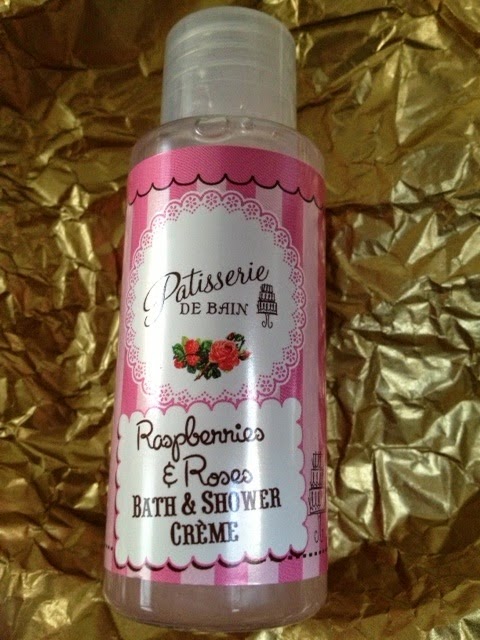 Patisserie
DE BAIN
Raspberries
& Roses
BATH & SHOWER
CRÈME